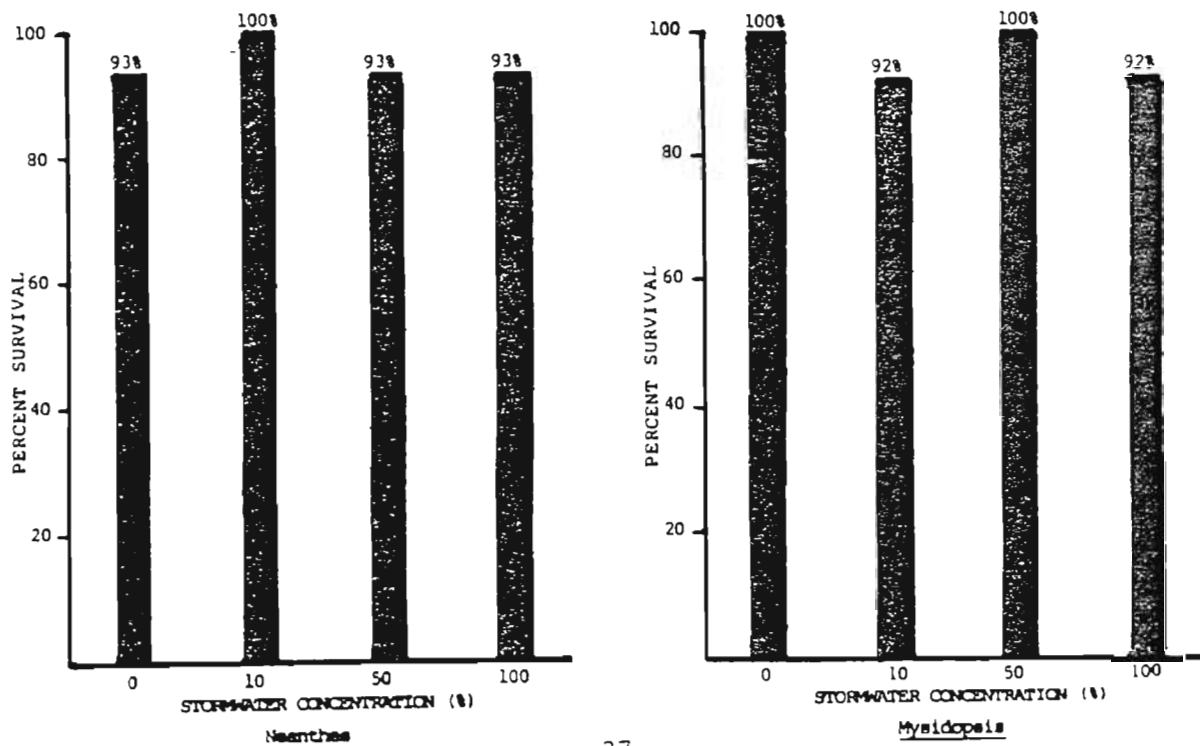 PERCENT SURVIVAL
100
80
60
40
20
93%
100%
93%
93%
0 10 50 100
STORMWATER CONCENTRATION (%)
Neanthes
PERCENT SURVIVAL
100
80
60
40
20
100%
92%
100%
92%
0 10 50 100
STORMWATER CONCENTRATION (%)
Mysidopsis